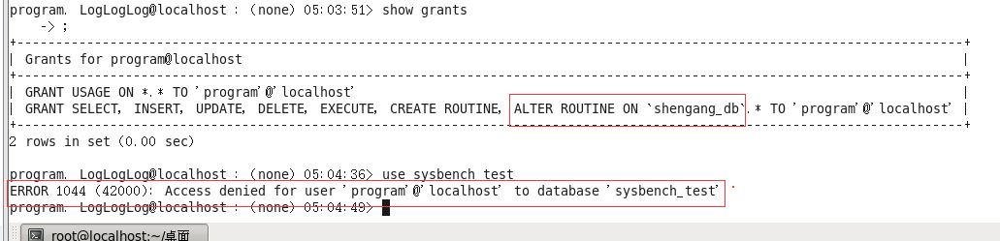 program. LogLogLog@localhost : (none) 05:03:51> show grants
-> ;
+------------------------------------------------------------------------------------------------------------------+
| Grants for program@localhost |
+------------------------------------------------------------------------------------------------------------------+
| GRANT USAGE ON *.* TO 'program'@'localhost' |
| GRANT SELECT, INSERT, UPDATE, DELETE, EXECUTE, CREATE ROUTINE, ALTER ROUTINE ON `shengang_db`.* TO 'program'@'localhost' |
+------------------------------------------------------------------------------------------------------------------+
2 rows in set (0.00 sec)
program. LogLogLog@localhost : (none) 05:04:36> use sysbench_test
ERROR 1044 (42000): Access denied for user 'program'@'localhost' to database 'sysbench_test'
program. LogLogLog@localhost : (none) 05:04:49>
root@localhost:~/桌面